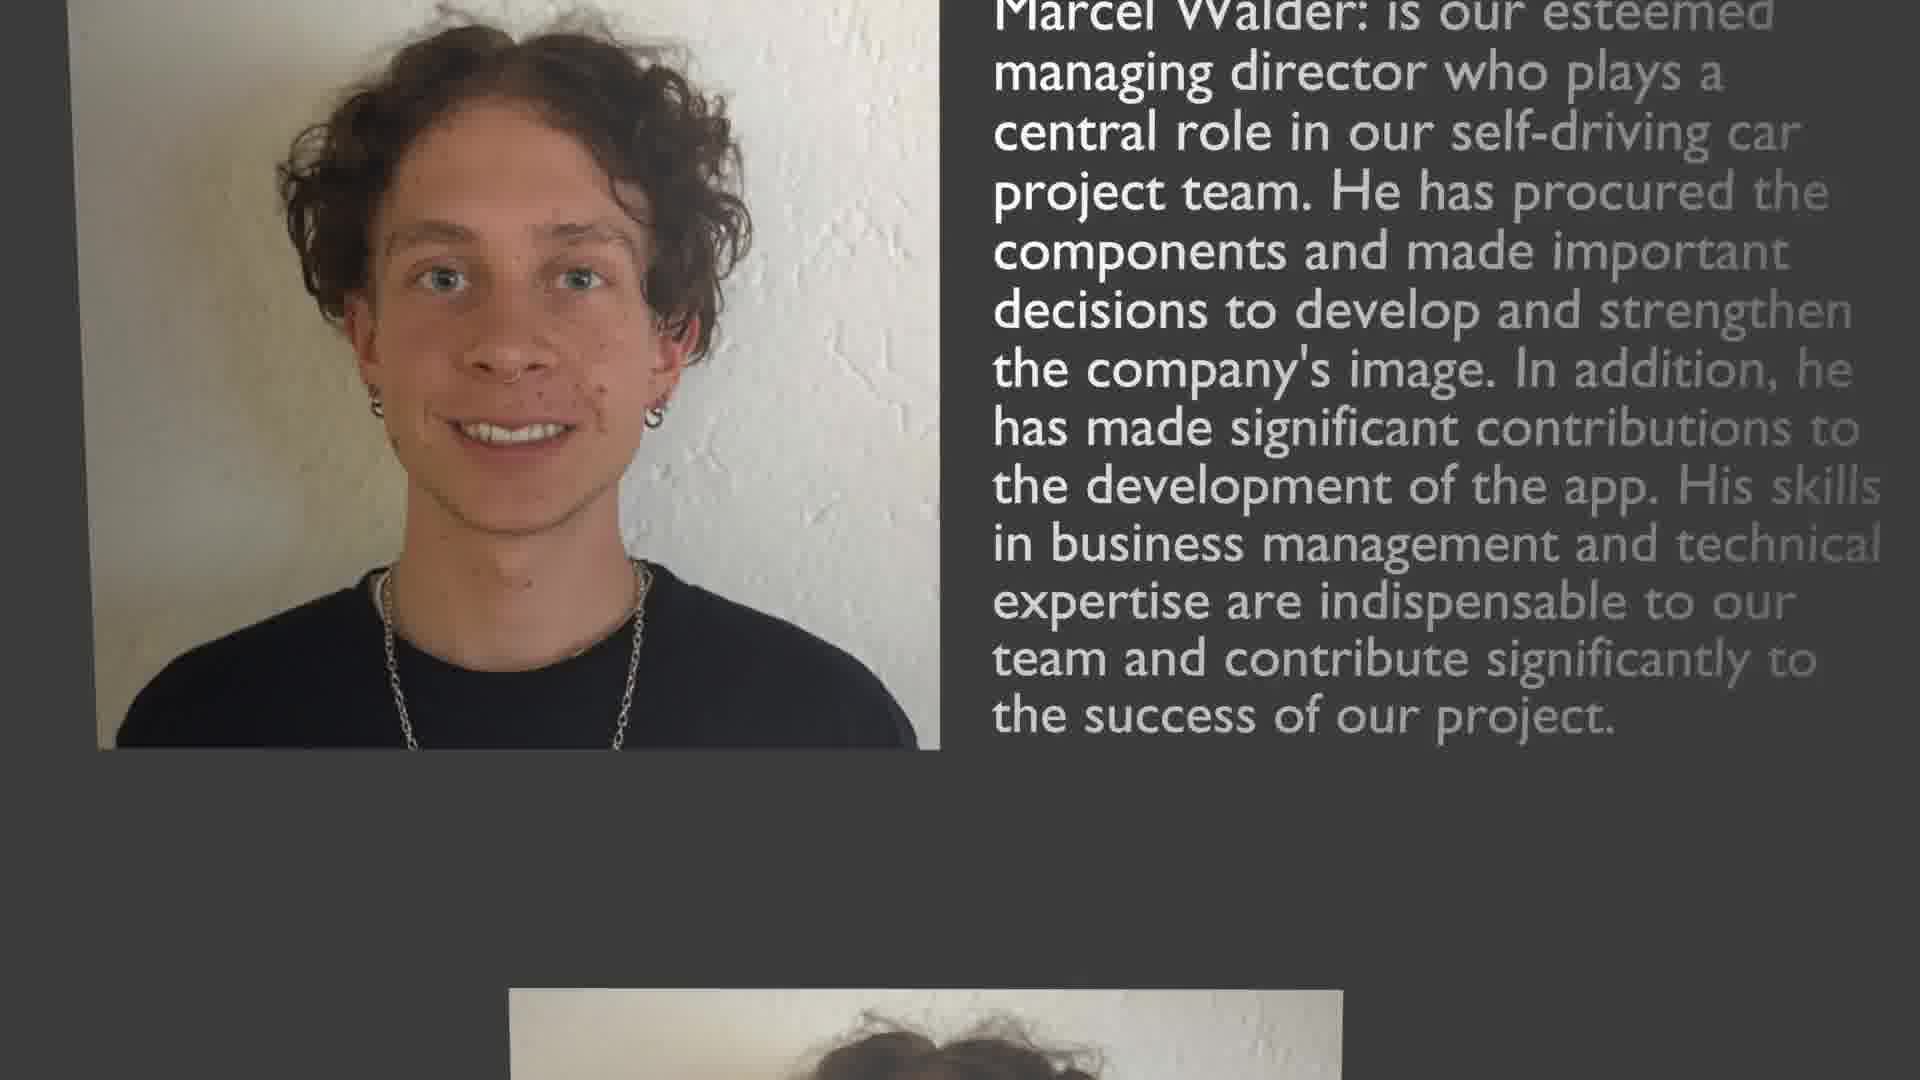 Marcel Walder: is our esteemed
managing director who plays a
central role in our self-driving car
project team. He has procured the
components and made important
decisions to develop and strengthen
the company's image. In addition, he
has made significant contributions to
the development of the app. His skills
in business management and technical
expertise are indispensable to our
team and contribute significantly to
the success of our project.